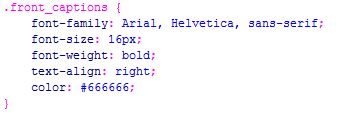 .front_captions {
    font-family: Arial, Helvetica, sans-serif;
    font-size: 16px;
    font-weight: bold;
    text-align: right;
    color: #666666;
}